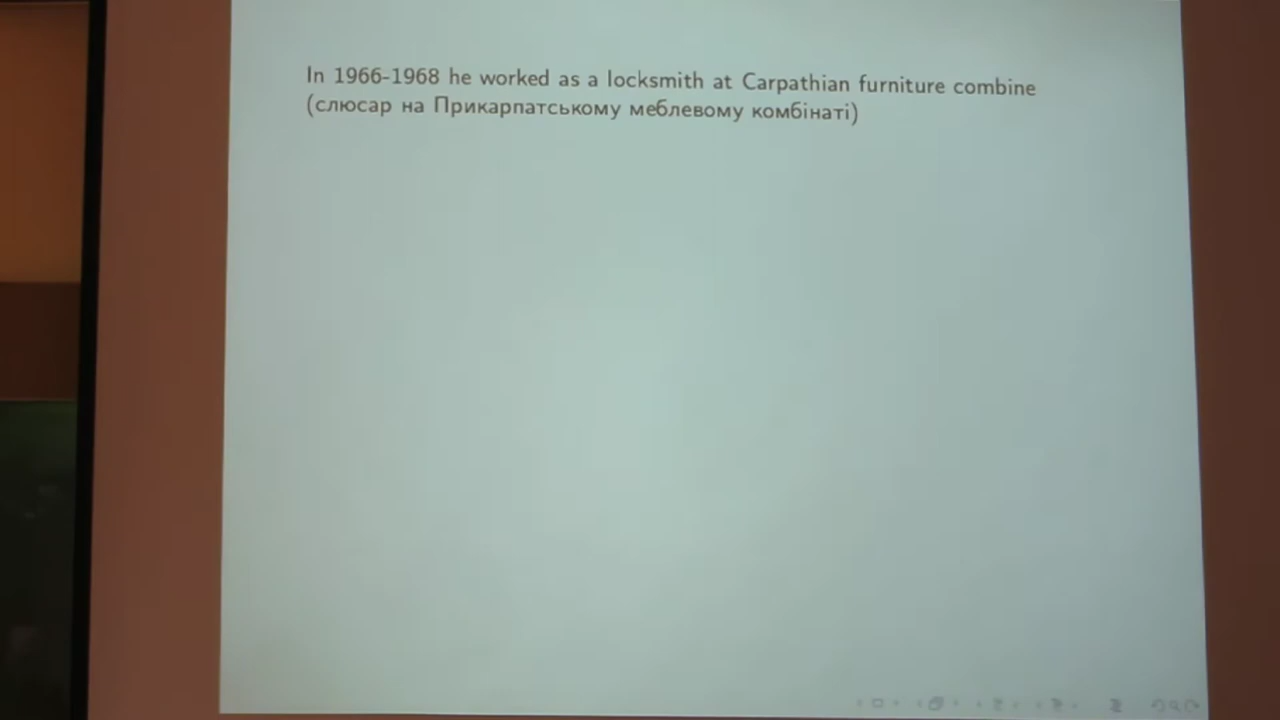 In 1966-1968 he worked as a locksmith at Carpathian furniture combine
(слюсар на Прикарпатському меблевому комбінаті)